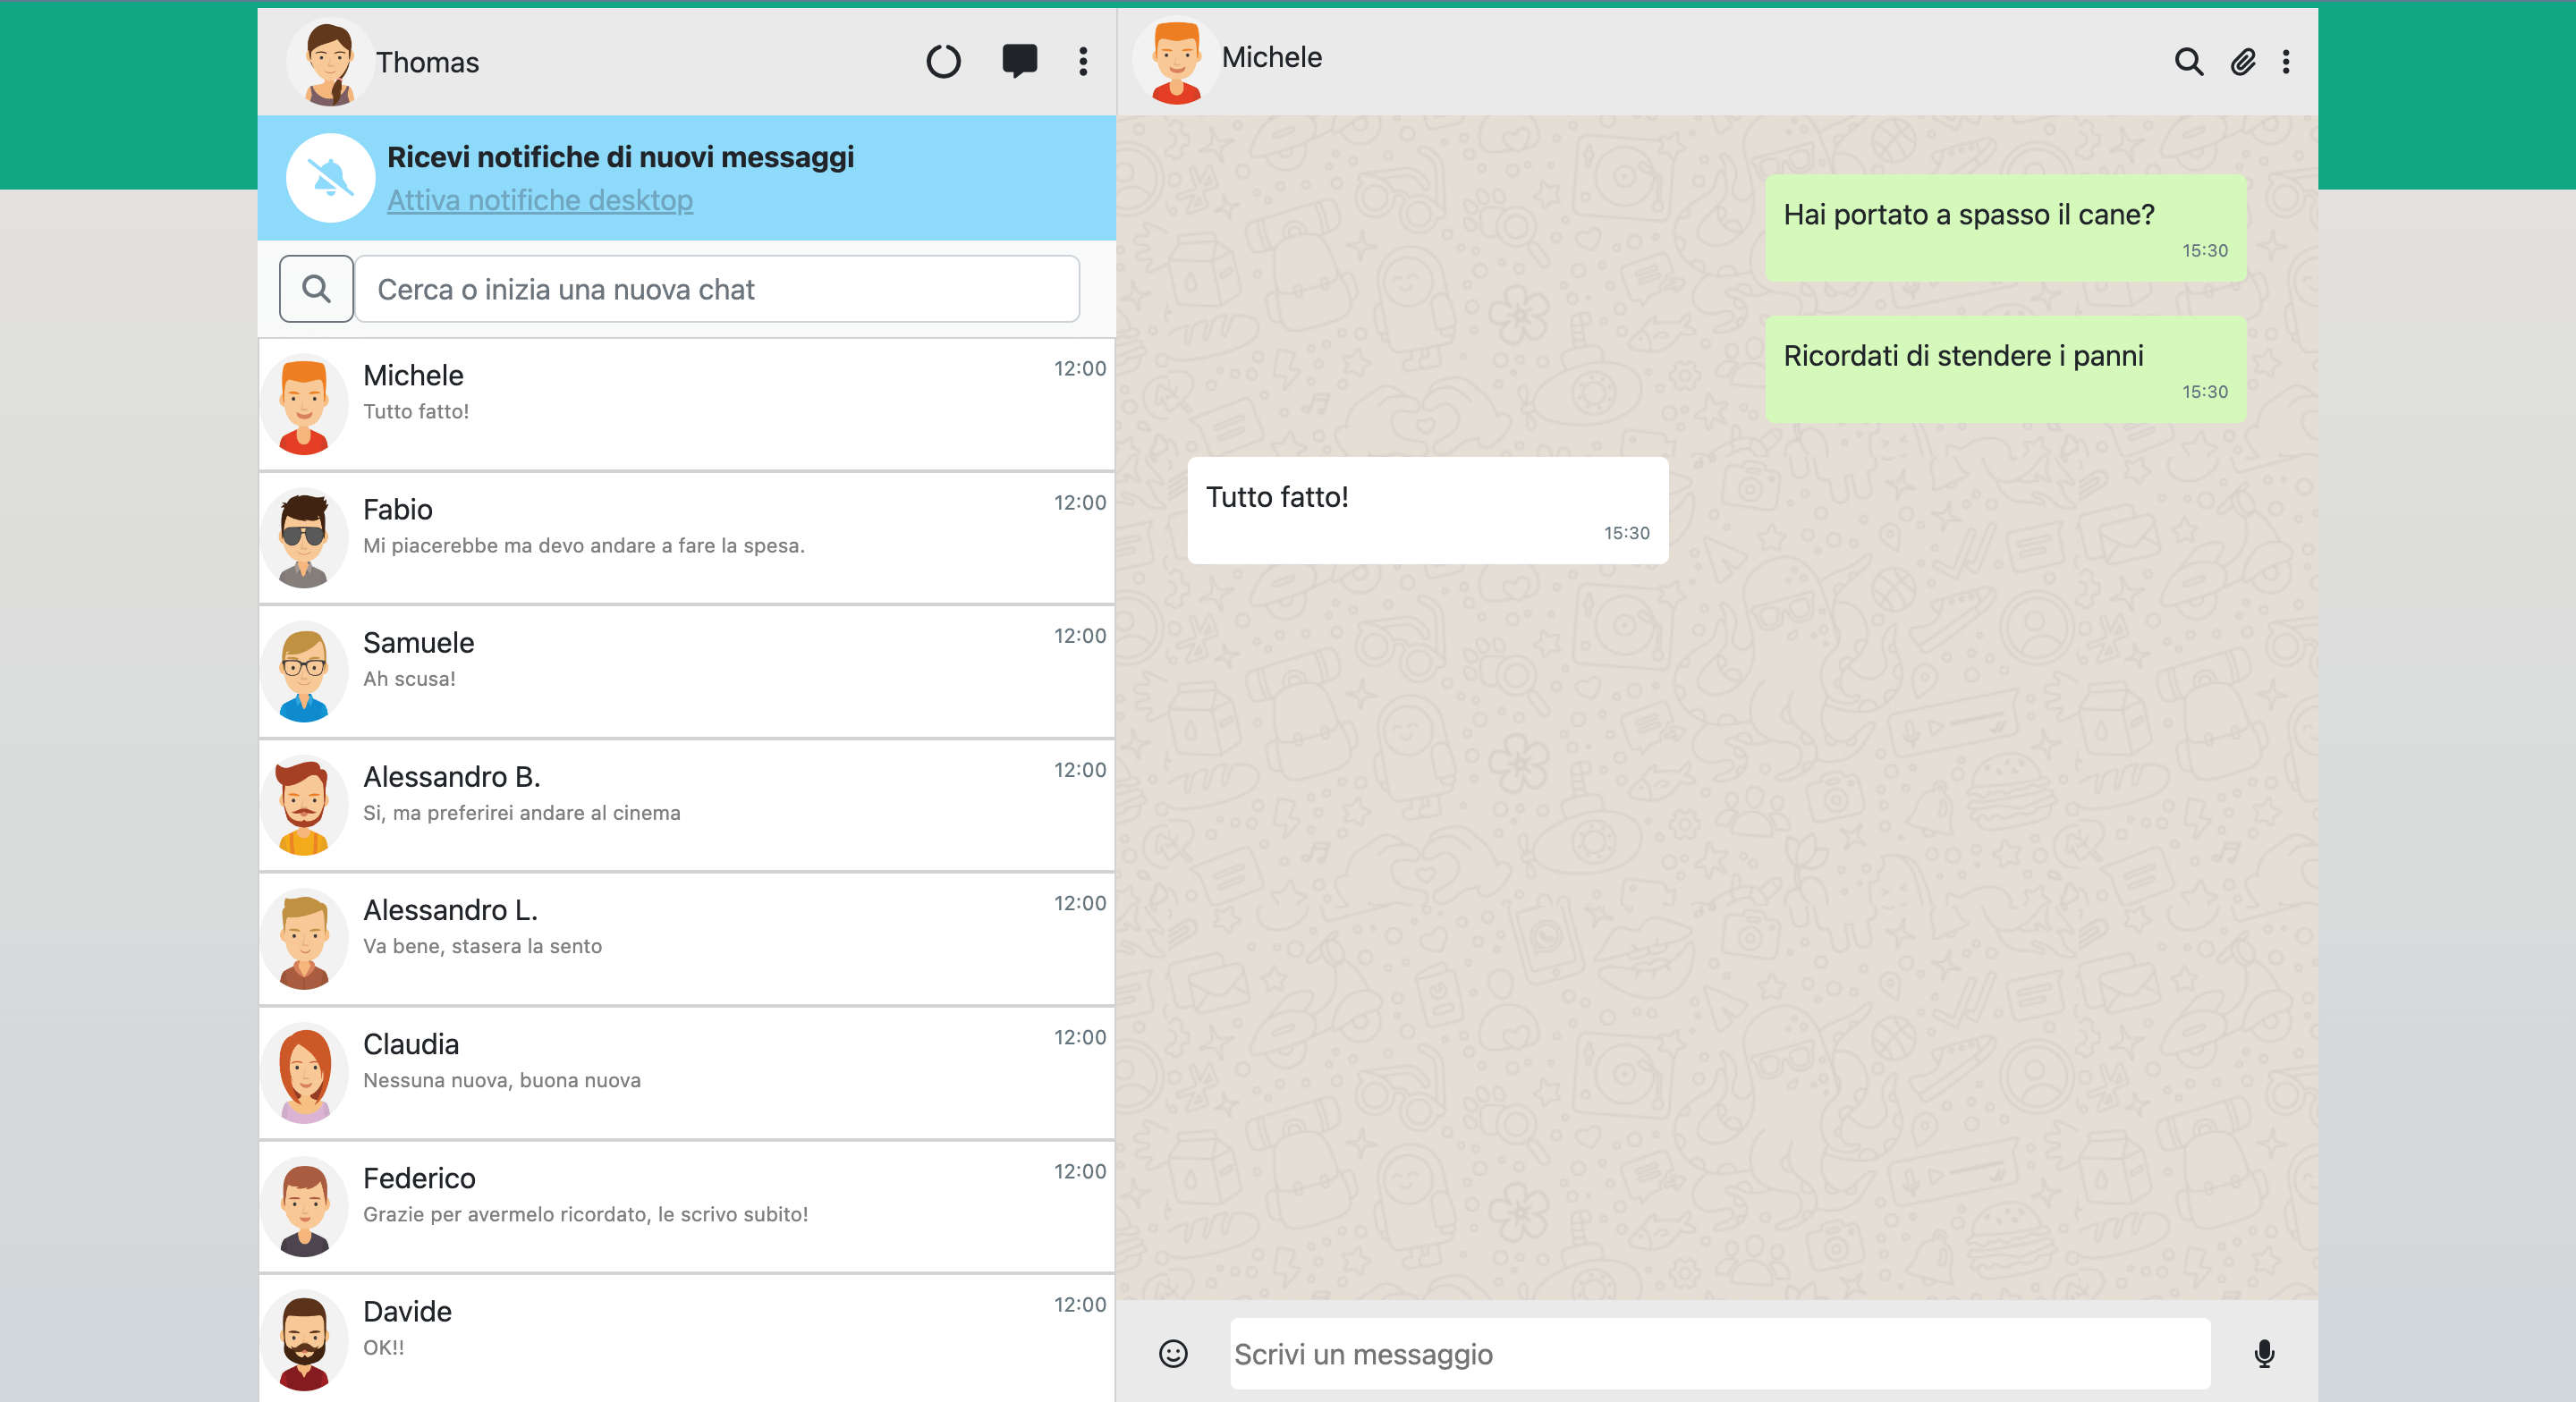 Thomas
Ricevi notifiche di nuovi messaggi
Attiva notifiche desktop
Cerca o inizia una nuova chat
Michele
12:00
Tutto fatto!
Fabio
12:00
Mi piacerebbe ma devo andare a fare la spesa.
Samuele
12:00
Ah scusa!
Alessandro B.
12:00
Si, ma preferirei andare al cinema
Alessandro L.
12:00
Va bene, stasera la sento
Claudia
12:00
Nessuna nuova, buona nuova
Federico
12:00
Grazie per avermelo ricordato, le scrivo subito!
Davide
12:00
OK!!
Michele
Hai portato a spasso il cane?
15:30
Ricordati di stendere i panni
15:30
Tutto fatto!
15:30
Scrivi un messaggio